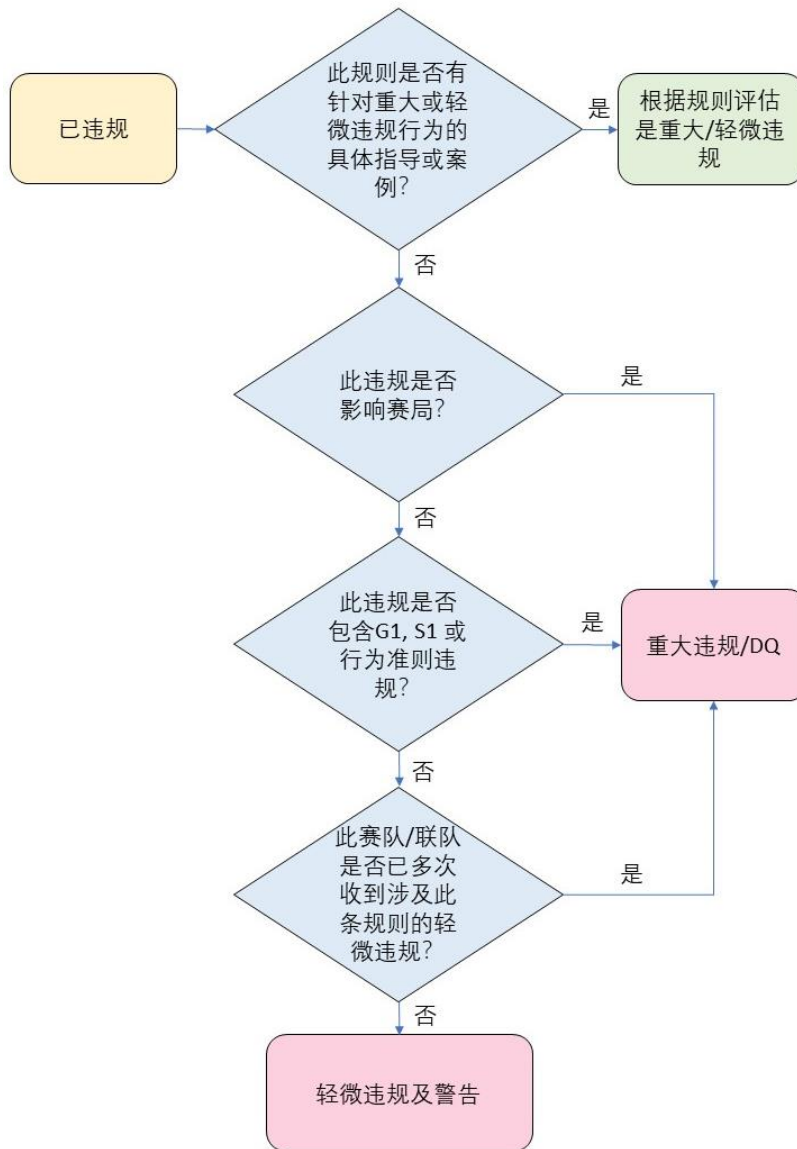 已违规
此规则是否有
针对重大或轻
微违规行为的
具体指导或案
例?
是
根据规则评估
是重大/轻微违
规
否
此违规是否
影响赛局?
是
否
此违规是否
包含G1, S1 或
行为准则违
规?
是
重大违规/DQ
否
此赛队/联队
是否已多次
收到涉及此
条规则的轻
微违规?
是
否
轻微违规及警告